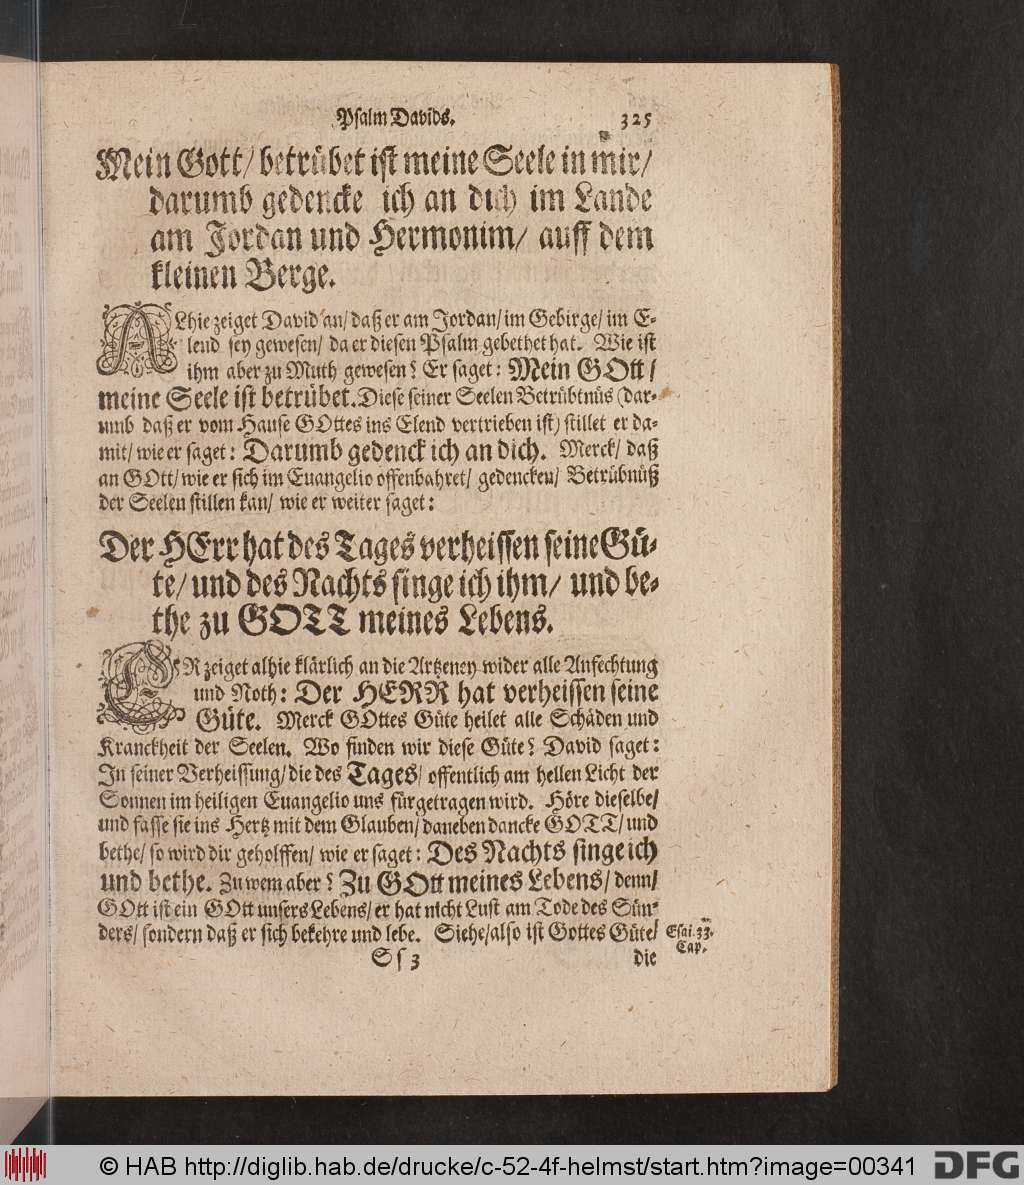 Psalm Davids. 325
Mein Gott/ betrübet ist meine Seele in mir/
darumb gedencke ich an dich im Lande
am Jordan und Hermonim/ auff dem
kleinen Berge.
ALhie zeiget David an/ daß er am Jordan/ im Gebirge/ im E-
lend sey gewesen/ da er diesen Psalm gebethet hat. Wie ist
ihm aber zu Muth gewesen? Er saget: Mein GOtt/
meine Seele ist betrübet. Diese seiner Seelen Betrübtnüs (dar-
umb daß er vom Hause GOttes ins Elend vertrieben ist) stillet er da-
mit/ wie er saget: Darumb gedenck ich an dich. Merck/ daß
an GOtt/ wie er sich im Euangelio offenbahret/ gedencken/ Betrübnüß
der Seelen stillen kan/ wie er weiter saget:
Der HErr hat des Tages verheissen seine Gü-
te/ und des Nachts singe ich ihm/ und be-
the zu GOTT meines Lebens.
ER zeiget alhie klärlich an die Artzeney wider alle Anfechtung
und Noth: Der HERR hat verheissen seine
Güte. Merck GOttes Güte heilet alle Schäden und
Kranckheit der Seelen. Wo finden wir diese Güte? David saget:
In seiner Verheissung/ die des Tages/ offentlich am hellen Licht der
Sonnen im heiligen Euangelio uns fürgetragen wird. Höre dieselbe/
und fasse sie ins Hertz mit dem Glauben/ daneben dancke GOTT/ und
bethe/ so wird dir geholffen/ wie er saget: Des Nachts singe ich
und bethe. Zu wem aber? Zu GOtt meines Lebens/ denn/
GOtt ist ein GOtt unsers Lebens/ er hat nicht Lust am Tode des Sün-
ders/ sondern daß er sich bekehre und lebe. Siehe/ also ist Gottes Güte/
Esai. 33.
Cap.
Ss 3 die
© HAB http://diglib.hab.de/drucke/c-52-4f-helmst/start.htm?image=00341
DFG